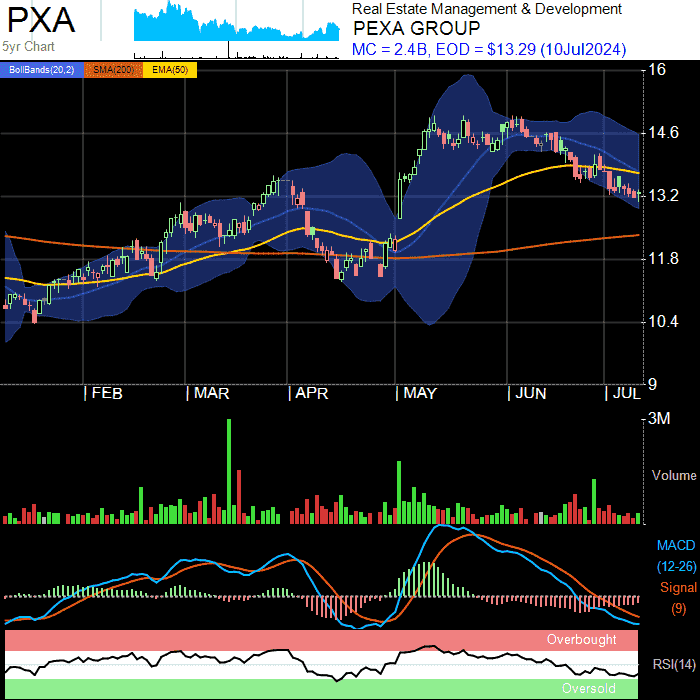 PXA
5yr Chart
Real Estate Management & Development
PEXA GROUP
MC = 2.4B, EOD = $13.29 (10Jul2024)
BollBands(20,2) SMA(200) EMA(50)
16
14.6
13.2
11.8
10.4
9
| FEB | MAR | APR | MAY | JUN | JUL
3M
Volume
MACD
(12-26)
Signal
(9)
Overbought
RSI(14)
Oversold